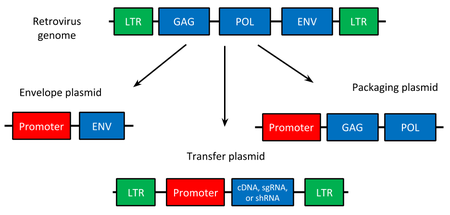 Retrovirus
genome
LTR GAG POL ENV LTR
Envelope plasmid
Promoter ENV
Packaging plasmid
Promoter GAG POL
Transfer plasmid
LTR Promoter cDNA, sgRNA,
or shRNA LTR